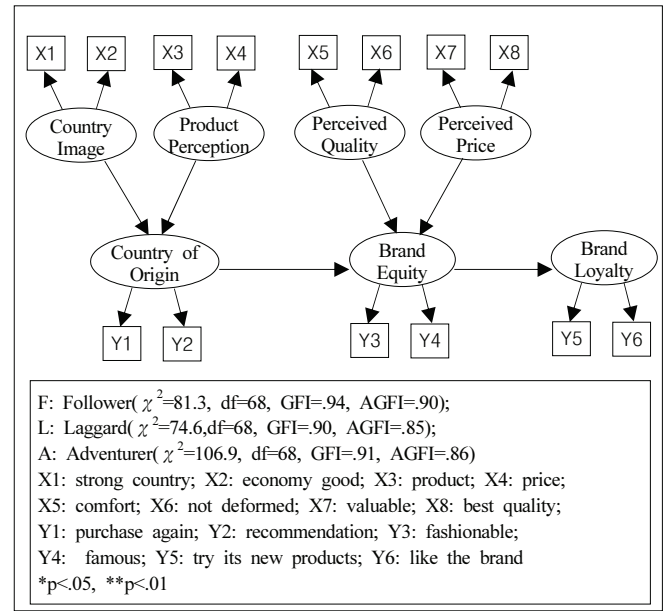 X1 X2 X3 X4 X5 X6 X7 X8
Country Image
Product Perception
Perceived Quality
Perceived Price
Country of Origin
Brand Equity
Brand Loyalty
Y1 Y2 Y3 Y4 Y5 Y6
F: Follower( χ²=81.3, df=68, GFI=.94, AGFI=.90);
L: Laggard( χ²=74.6,df=68, GFI=.90, AGFI=.85);
A: Adventurer( χ²=106.9, df=68, GFI=.91, AGFI=.86)
X1: strong country; X2: economy good; X3: product; X4: price;
X5: comfort; X6: not deformed; X7: valuable; X8: best quality;
Y1: purchase again; Y2: recommendation; Y3: fashionable;
Y4: famous; Y5: try its new products; Y6: like the brand
*p<.05, **p<.01